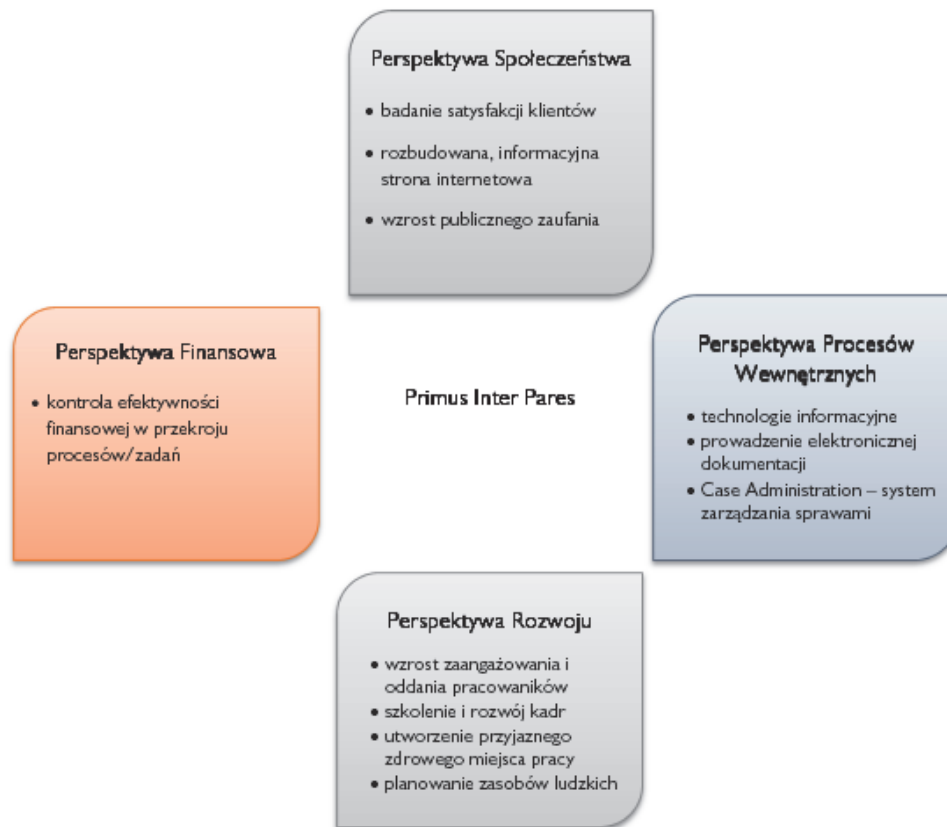 Perspektywa Społeczeństwa
• badanie satysfakcji klientów
• rozbudowana, informacyjna
strona internetowa
• wzrost publicznego zaufania
Perspektywa Finansowa
• kontrola efektywności
finansowej w przekroju
procesów/zadań
Primus Inter Pares
Perspektywa Procesów
Wewnętrznych
• technologie informacyjne
• prowadzenie elektronicznej
dokumentacji
• Case Administration – system
zarządzania sprawami
Perspektywa Rozwoju
• wzrost zaangażowania i
oddania pracowaników
• szkolenie i rozwój kadr
• utworzenie przyjaznego
zdrowego miejsca pracy
• planowanie zasobów ludzkich